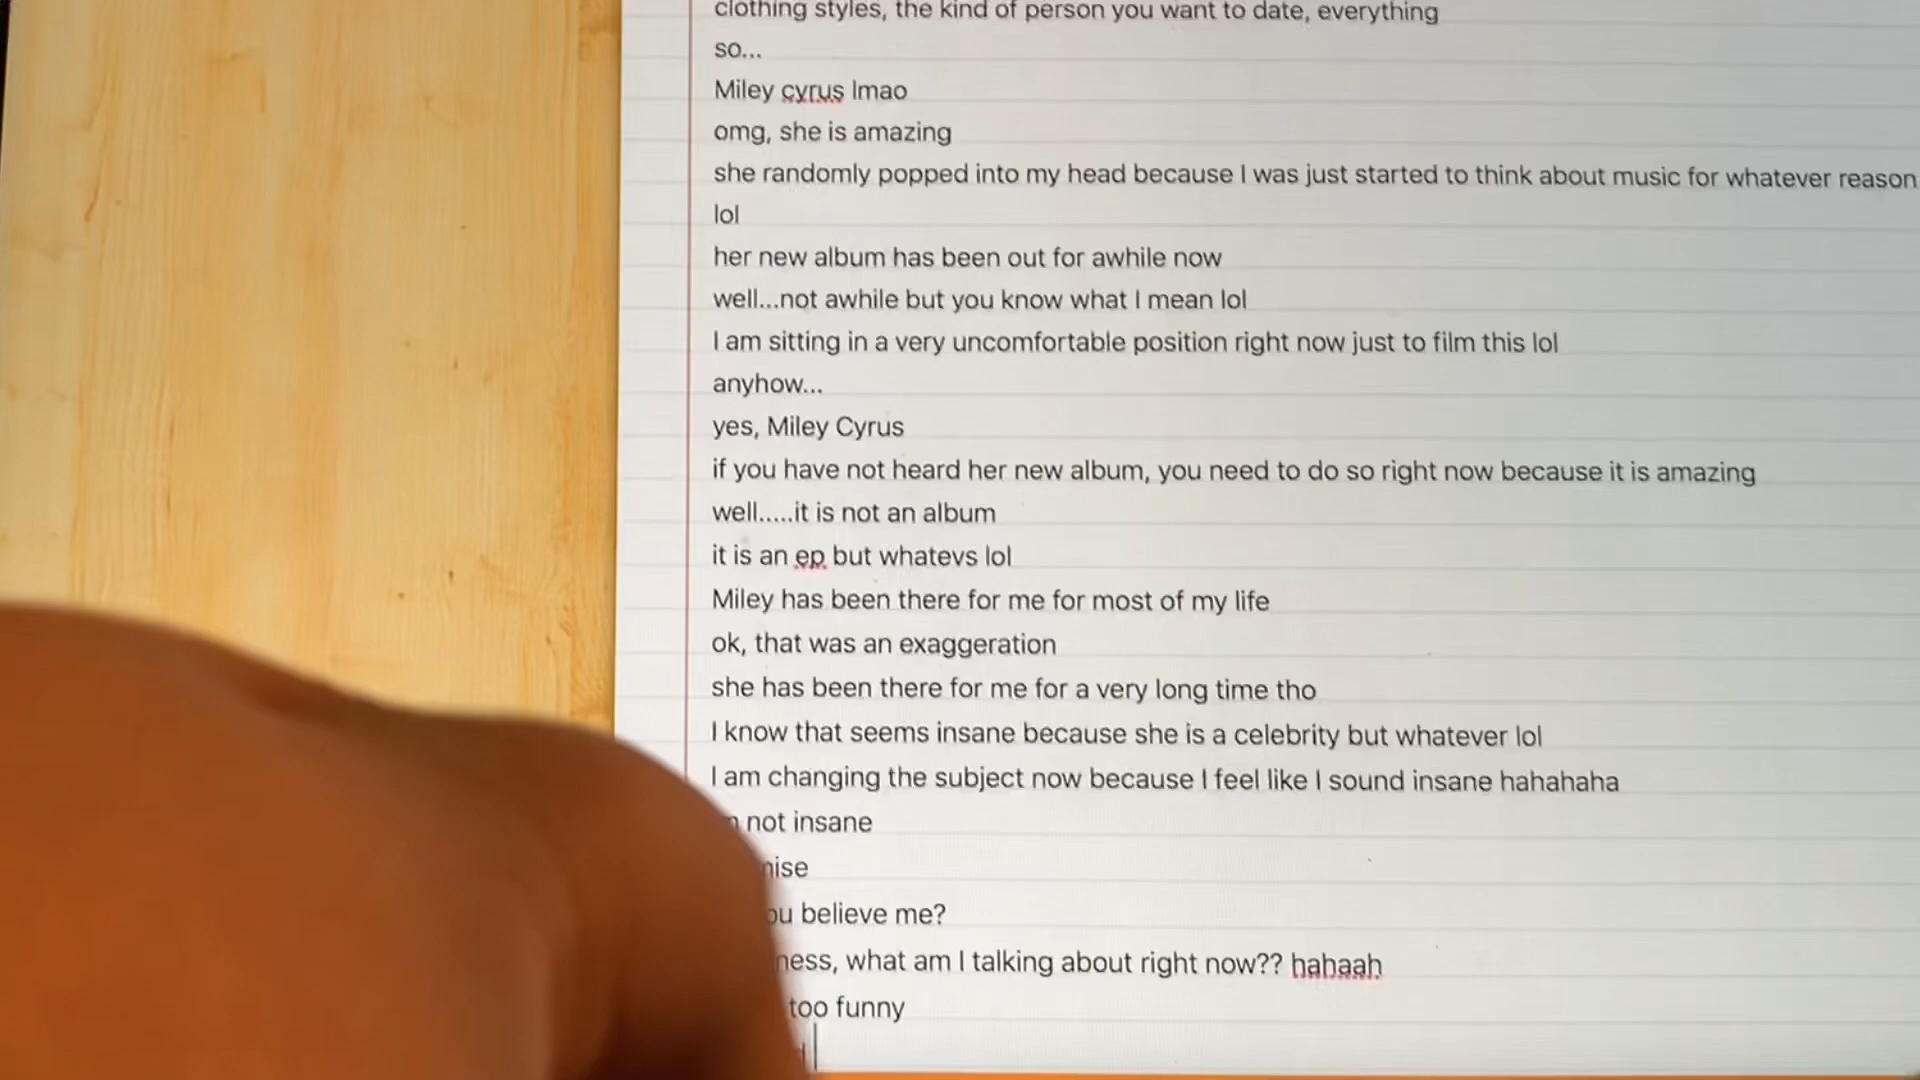 clothing styles, the kind of person you want to date, everything
so...
Miley cyrus lmao
omg, she is amazing
she randomly popped into my head because I was just started to think about music for whatever reason
lol
her new album has been out for awhile now
well...not awhile but you know what I mean lol
I am sitting in a very uncomfortable position right now just to film this lol
anyhow...
yes, Miley Cyrus
if you have not heard her new album, you need to do so right now because it is amazing
well.....it is not an album
it is an ep but whatevs lol
Miley has been there for me for most of my life
ok, that was an exaggeration
she has been there for me for a very long time tho
I know that seems insane because she is a celebrity but whatever lol
I am changing the subject now because I feel like I sound insane hahahaha
not insane
believe me?
what am I talking about right now?? hahaah
too funny